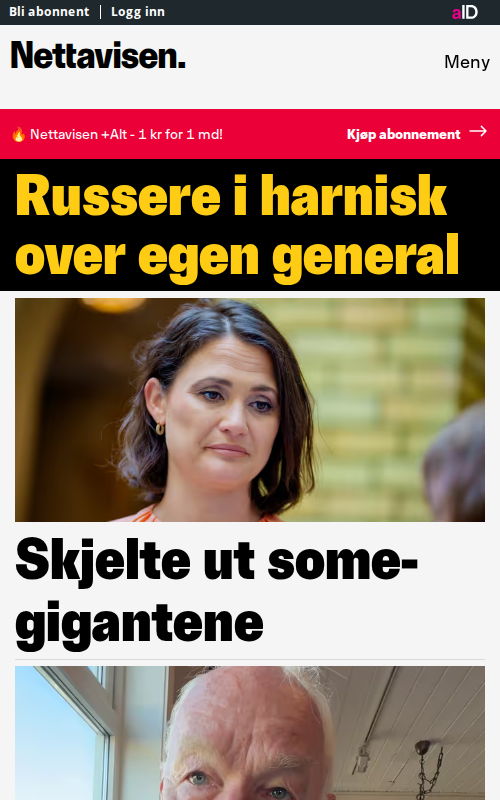 Bli abonnent | Logg inn
aID
Nettavisen.
Meny
🔥 Nettavisen +Alt - 1 kr for 1 md!
Kjøp abonnement →
Russere i harnisk
over egen general
Skjelte ut some-
gigantene